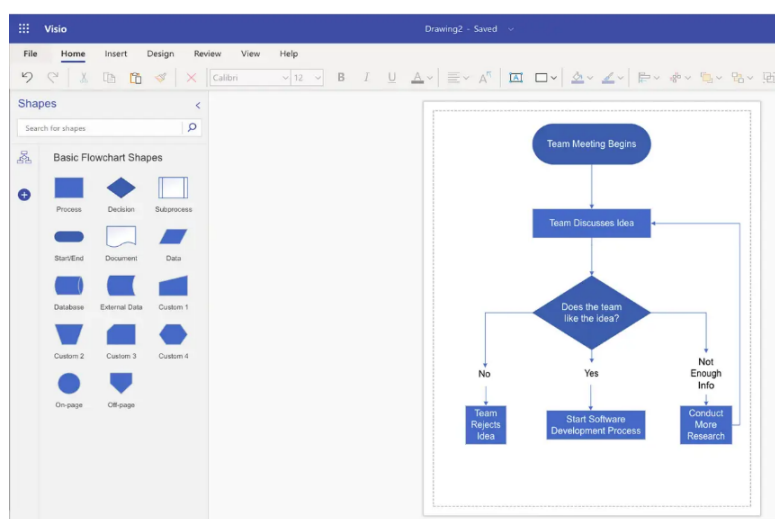 Visio
Drawing2 - Saved
File Home Insert Design Review View Help
Calibri 12 B I U A A A
Shapes
Search for shapes
Basic Flowchart Shapes
Process Decision Subprocess
Start/End Document Data
Database External Data Custom 1
Custom 2 Custom 3 Custom 4
On-page Off-page
Team Meeting Begins
Team Discusses Idea
Does the team
like the idea?
No
Yes
Not
Enough
Info
Team
Rejects
Idea
Start Software
Development Process
Conduct
More
Research